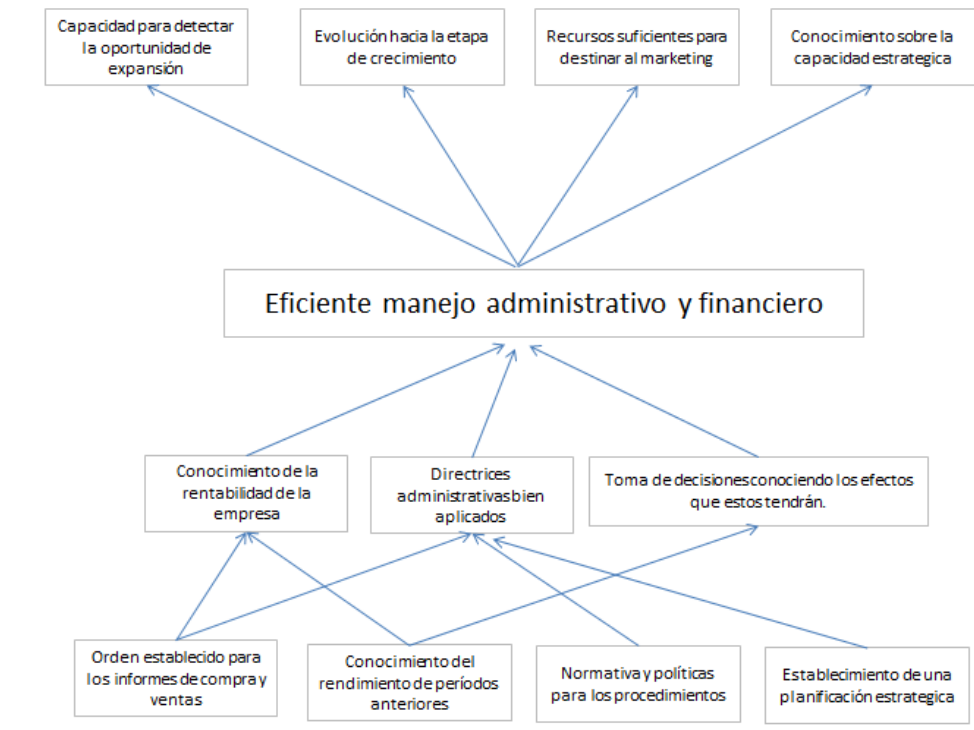 Capacidad para detectar
la oportunidad de
expansión
Evolución hacia la etapa
de crecimiento
Recursos suficientes para
destinar al marketing
Conocimiento sobre la
capacidad estrategica
Eficiente manejo administrativo y financiero
Conocimiento de la
rentabilidad de la
empresa
Directrices
administrativas bien
aplicados
Toma de decisiones conociendo los efectos
que estos tendrán.
Orden establecido para
los informes de compra y
ventas
Conocimiento del
rendimiento de períodos
anteriores
Normativa y políticas
para los procedimientos
Establecimiento de una
planificación estrategica